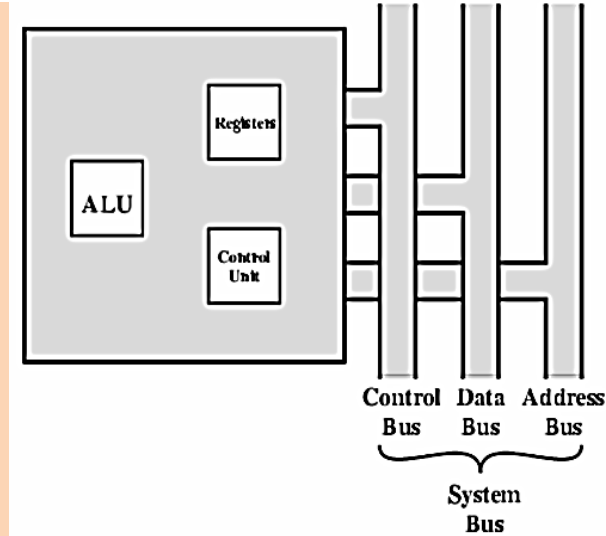 Registers
ALU
Control
Unit
Control Data Address
Bus Bus Bus
System
Bus